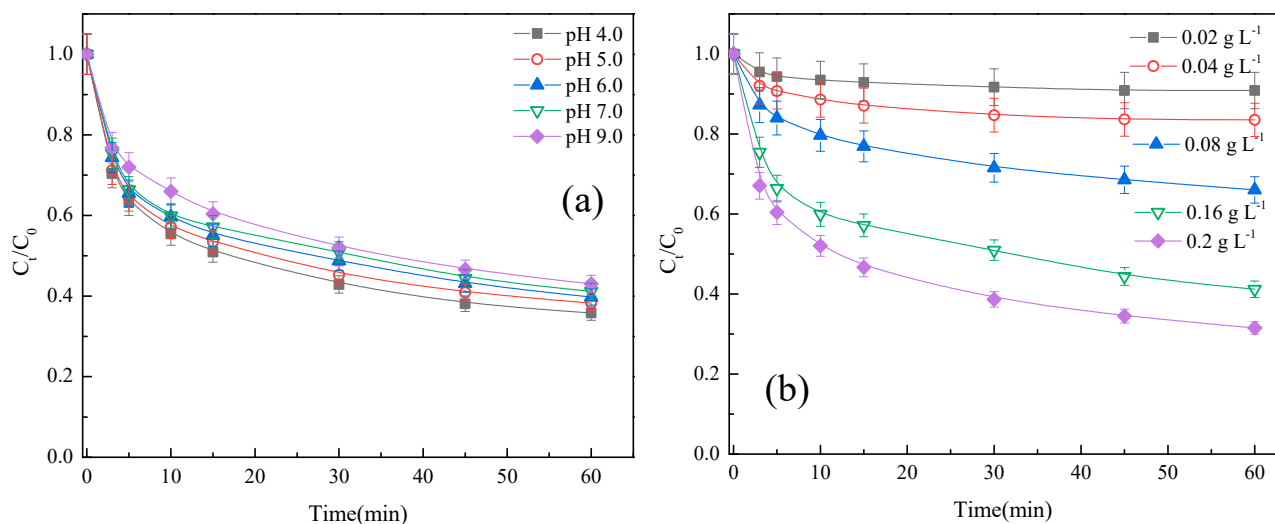 1.0
0.8
0.6
0.4
0.2
0.0
Cₜ/C₀
0 10 20 30 40 50 60
Time(min)
pH 4.0
pH 5.0
pH 6.0
pH 7.0
pH 9.0
(a)
1.0
0.8
0.6
0.4
0.2
0.0
Cₜ/C₀
0 10 20 30 40 50 60
Time(min)
0.02 g L⁻¹
0.04 g L⁻¹
0.08 g L⁻¹
0.16 g L⁻¹
0.2 g L⁻¹
(b)